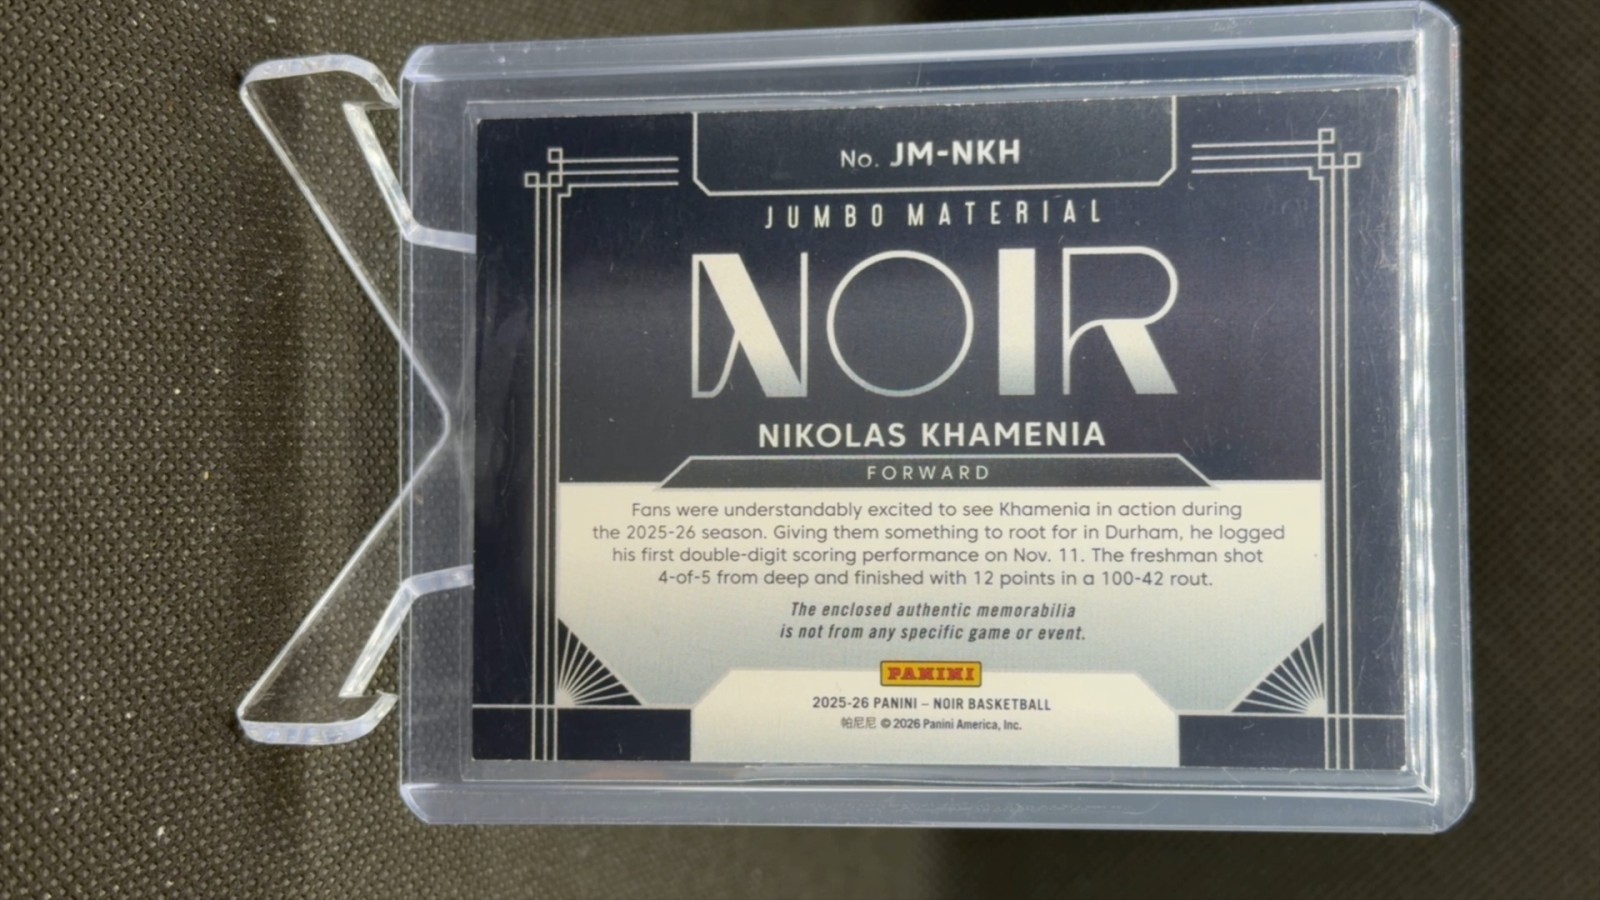 No. JM-NKH
JUMBO MATERIAL
NOIR
NIKOLAS KHAMENIA
FORWARD
Fans were understandably excited to see Khamenia in action during
the 2025-26 season. Giving them something to root for in Durham, he logged
his first double-digit scoring performance on Nov. 11. The freshman shot
4-of-5 from deep and finished with 12 points in a 100-42 rout.
The enclosed authentic memorabilia
is not from any specific game or event.
PANINI
2025-26 PANINI – NOIR BASKETBALL
帕尼尼 © 2026 Panini America, Inc.